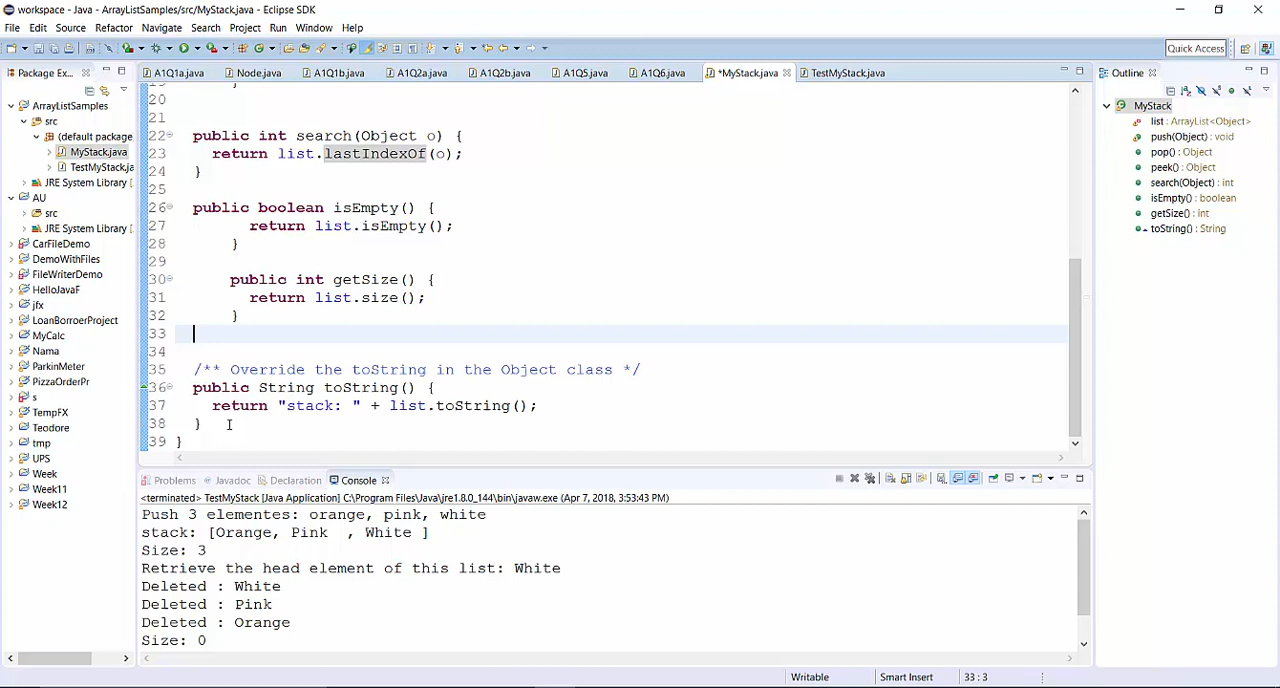 workspace - Java - ArrayListSamples/src/MyStack.java - Eclipse SDK
File Edit Source Refactor Navigate Search Project Run Window Help
Quick Access
Package Ex...
A1Q1a.java Node.java A1Q1b.java A1Q2a.java A1Q2b.java A1Q5.java A1Q6.java *MyStack.java TestMyStack.java
Outline
ArrayListSamples
src
(default package
MyStack.java
TestMyStack.ja
JRE System Library [
AU
src
JRE System Library [
CarFileDemo
DemoWithFiles
FileWriterDemo
HelloJavaF
jfx
LoanBorroerProject
MyCalc
Nama
ParkinMeter
PizzaOrderPr
s
TempFX
Teodore
tmp
UPS
Week
Week11
Week12
20
21
22 public int search(Object o) {
23 return list.lastIndexOf(o);
24 }
25
26 public boolean isEmpty() {
27 return list.isEmpty();
28 }
29
30 public int getSize() {
31 return list.size();
32 }
33
34
35 /** Override the toString in the Object class */
36 public String toString() {
37 return "stack: " + list.toString();
38 }
39 }
MyStack
list : ArrayList<Object>
push(Object) : void
pop() : Object
peek() : Object
search(Object) : int
isEmpty() : boolean
getSize() : int
toString() : String
Problems Javadoc Declaration Console
<terminated> TestMyStack [Java Application] C:\Program Files\Java\jre1.8.0_144\bin\javaw.exe (Apr 7, 2018, 3:53:43 PM)
Push 3 elementes: orange, pink, white
stack: [Orange, Pink  , White ]
Size: 3
Retrieve the head element of this list: White
Deleted : White
Deleted : Pink
Deleted : Orange
Size: 0
Writable Smart Insert 33 : 3